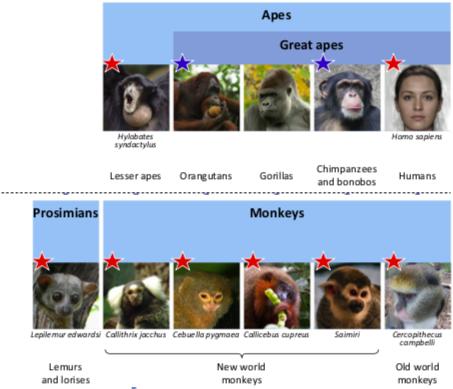 Apes
Great apes
Hylobates
syndactylus
Homo sapiens
Lesser apes
Orangutans
Gorillas
Chimpanzees
and bonobos
Humans
Prosimians
Monkeys
Lepilemur edwardsi
Callithrix jacchus
Cebuella pygmaea
Callicebus cupreus
Saimiri
Cercopithecus
campbelli
Lemurs
and lorises
New world
monkeys
Old world
monkeys